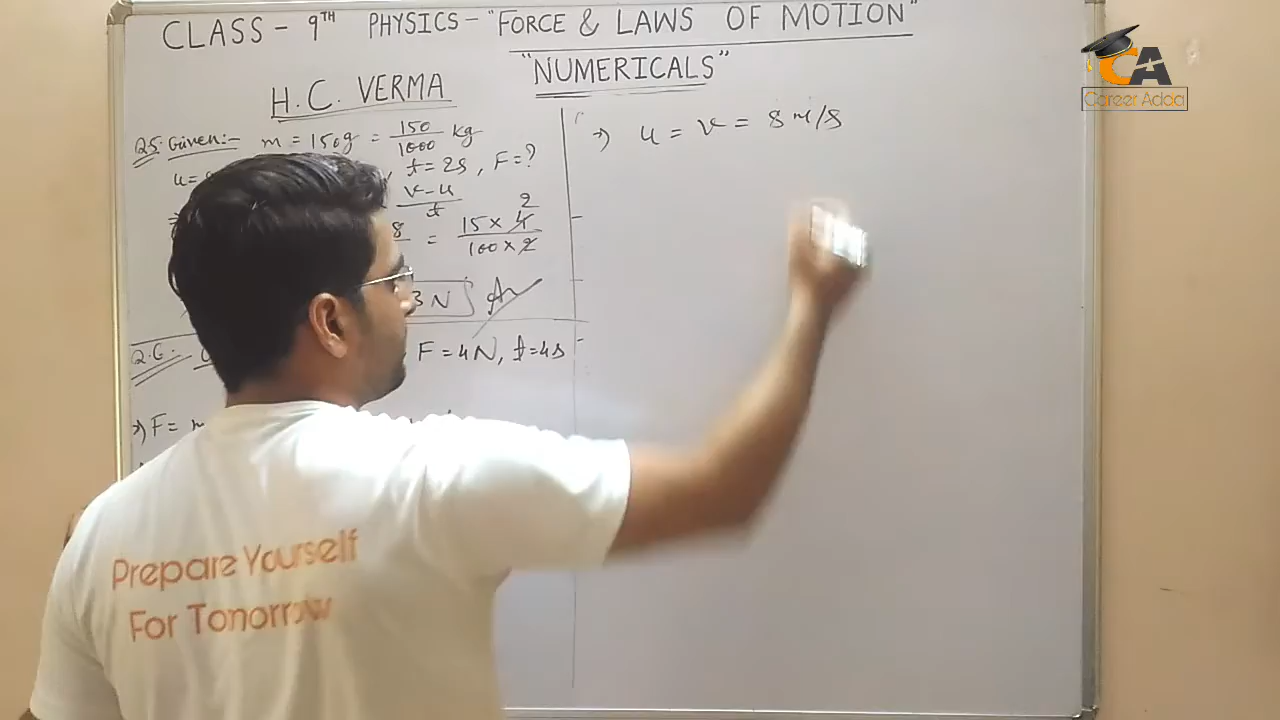 CLASS - 9TH PHYSICS - "FORCE & LAWS OF MOTION"
"NUMERICALS"
H. C. VERMA
Q5. Given:- m = 150g = 150/1000 kg
u =
t = 2s, F = ?
v - u / t
8 = 15 × 4 2 / 100 × 2
3 N
Q.6.
F = 4N, t = 4s
⇒ F =
⇒ u = v = 8 m/s
CA
Career Adda
Prepare Yourself
For Tomorrow